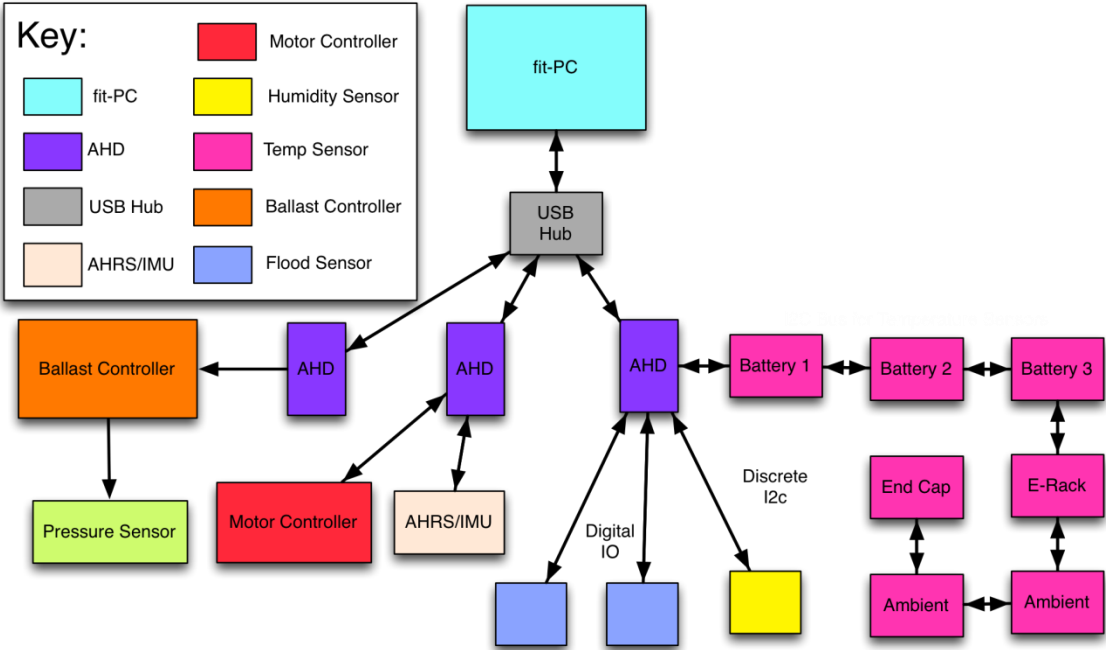 Key:
Motor Controller
fit-PC
Humidity Sensor
AHD
Temp Sensor
USB Hub
Ballast Controller
AHRS/IMU
Flood Sensor
fit-PC
USB
Hub
Ballast Controller
AHD
AHD
AHD
Battery 1
Battery 2
Battery 3
Pressure Sensor
Motor Controller
AHRS/IMU
Digital
IO
Discrete
I2c
End Cap
E-Rack
Ambient
Ambient